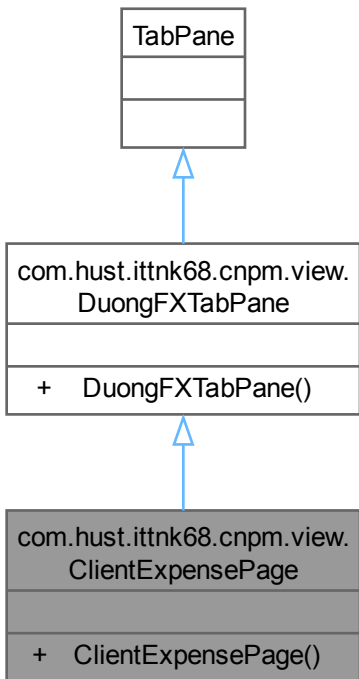 TabPane
com.hust.ittnk68.cnpm.view.
DuongFXTabPane
+ DuongFXTabPane()
com.hust.ittnk68.cnpm.view.
ClientExpensePage
+ ClientExpensePage()